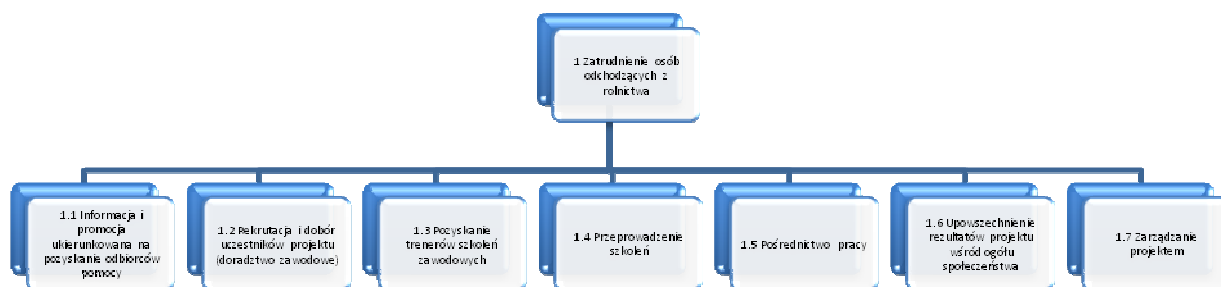 1 Zatrudnienie osób
odchodzących z
rolnictwa
1.1 Informacja i
promocja
ukierunkowana na
pozyskanie odbiorców
pomocy
1.2 Rekrutacja i dobór
uczestników projektu
(doradztwo zawodowe)
1.3 Pozyskanie
trenerów szkoleń
zawodowych
1.4 Przeprowadzenie
szkoleń
1.5 Pośrednictwo pracy
1.6 Upowszechnienie
rezultatów projektu
wśród ogółu
społeczeństwa
1.7 Zarządzanie
projektem